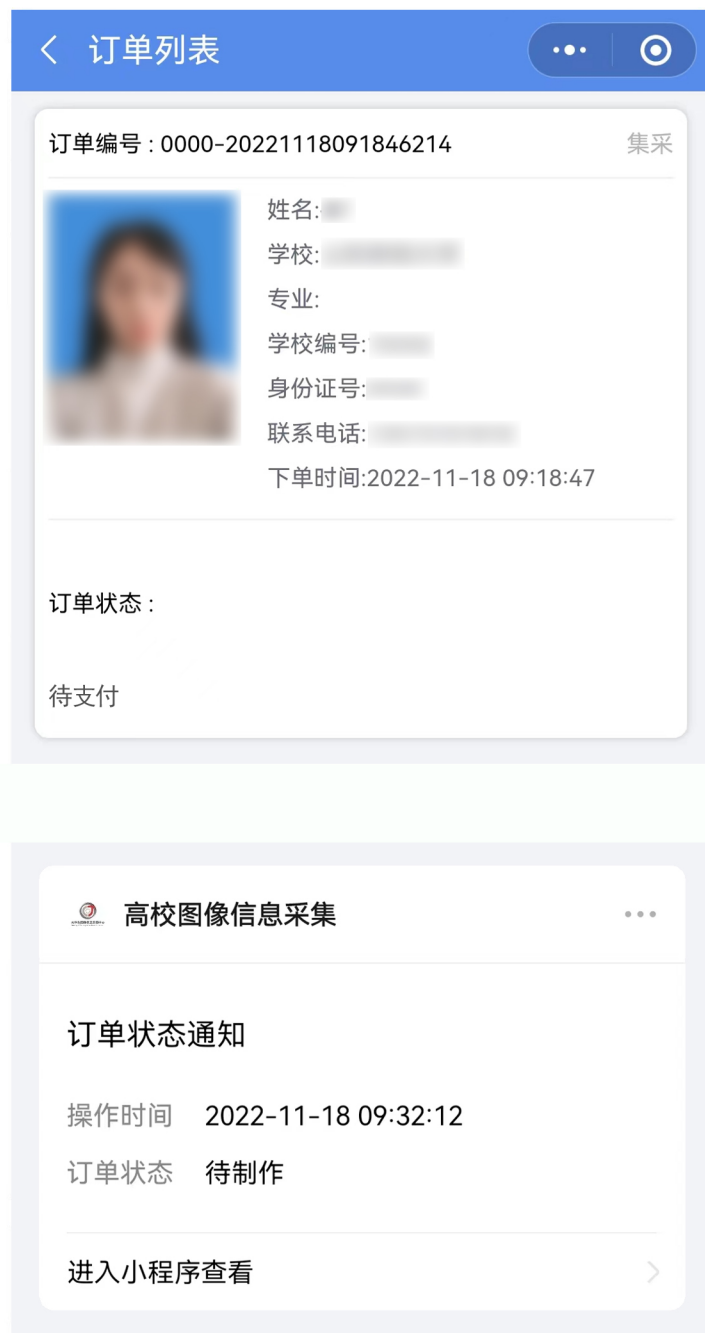 订单列表
订单编号 : 0000-20221118091846214 集采
姓名:
学校:
专业:
学校编号:
身份证号:
联系电话:
下单时间:2022-11-18 09:18:47
订单状态 :
待支付
高校图像信息采集
订单状态通知
操作时间 2022-11-18 09:32:12
订单状态 待制作
进入小程序查看